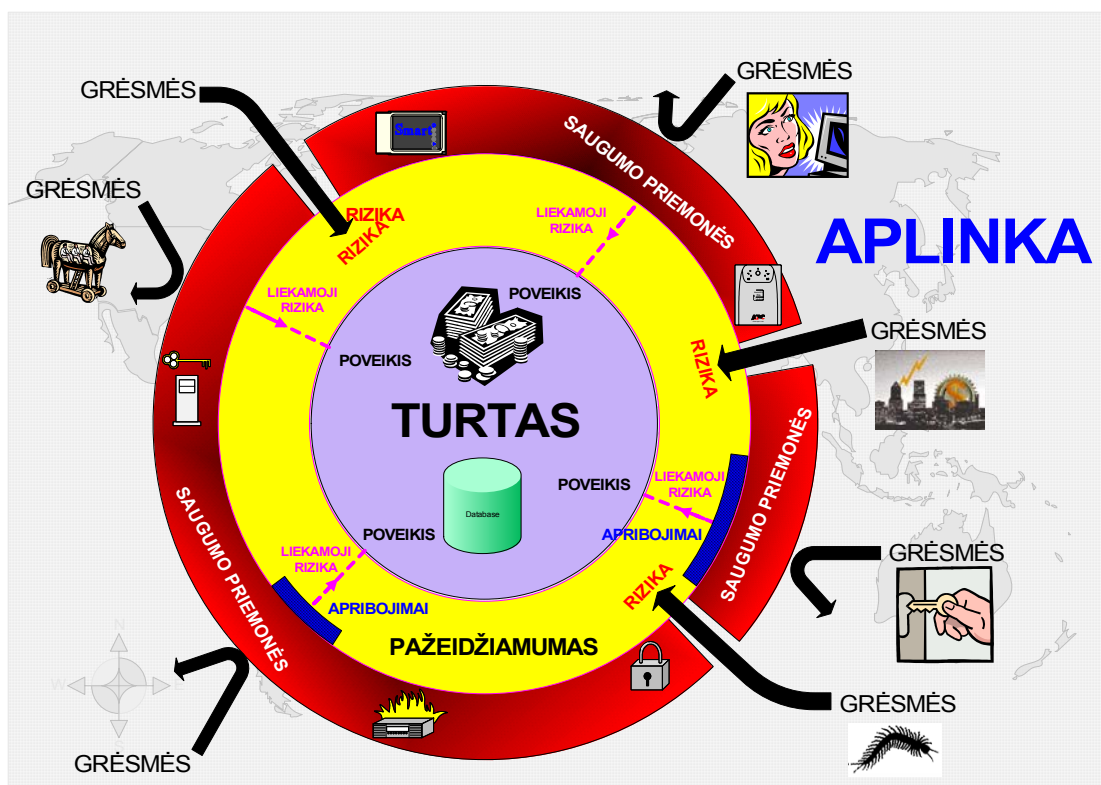 GRĖSMĖS
GRĖSMĖS
GRĖSMĖS
Smart
SAUGUMO PRIEMONĖS
APLINKA
RIZIKA
RIZIKA
LIEKAMOJI
RIZIKA
LIEKAMOJI
RIZIKA
POVEIKIS
POVEIKIS
GRĖSMĖS
RIZIKA
TURTAS
SAUGUMO PRIEMONĖS
POVEIKIS
LIEKAMOJI
RIZIKA
Database
POVEIKIS
APRIBOJIMAI
LIEKAMOJI
RIZIKA
GRĖSMĖS
RIZIKA
APRIBOJIMAI
SAUGUMO PRIEMONĖS
PAŽEIDŽIAMUMAS
N
W
E
S
GRĖSMĖS
GRĖSMĖS